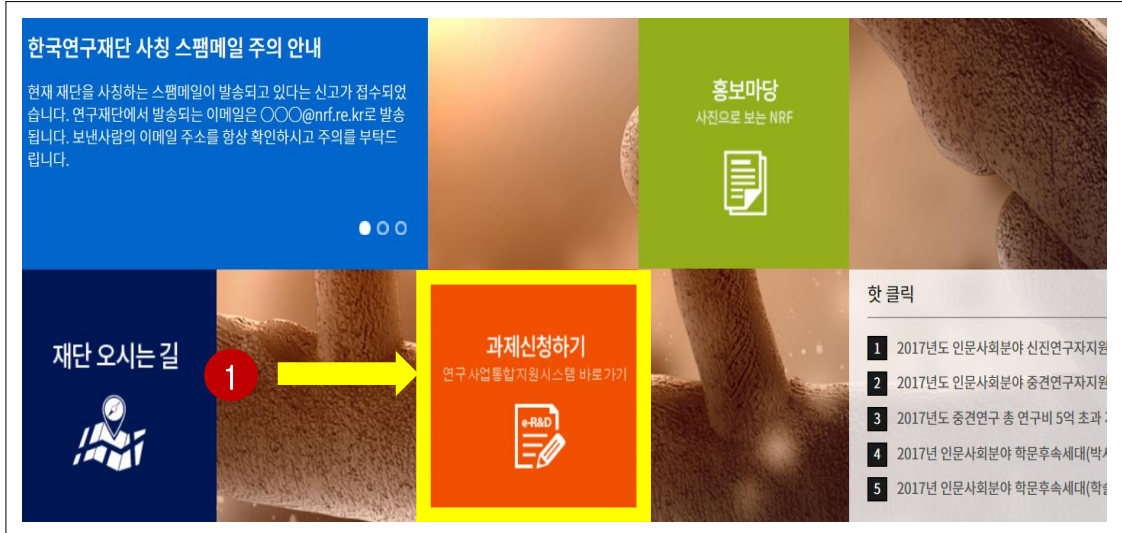 한국연구재단 사칭 스팸메일 주의 안내
현재 재단을 사칭하는 스팸메일이 발송되고 있다는 신고가 접수되었
습니다. 연구재단에서 발송되는 이메일은 〇〇〇@nrf.re.kr로 발송
됩니다. 보낸사람의 이메일 주소를 항상 확인하시고 주의를 부탁드
립니다.
홍보마당
사진으로 보는 NRF
재단 오시는 길
1
과제신청하기
연구사업통합지원시스템 바로가기
e-R&D
핫 클릭
1 2017년도 인문사회분야 신진연구자지원
2 2017년도 인문사회분야 중견연구자지원
3 2017년도 중견연구 총 연구비 5억 초과
4 2017년 인문사회분야 학문후속세대(박사
5 2017년 인문사회분야 학문후속세대(학술